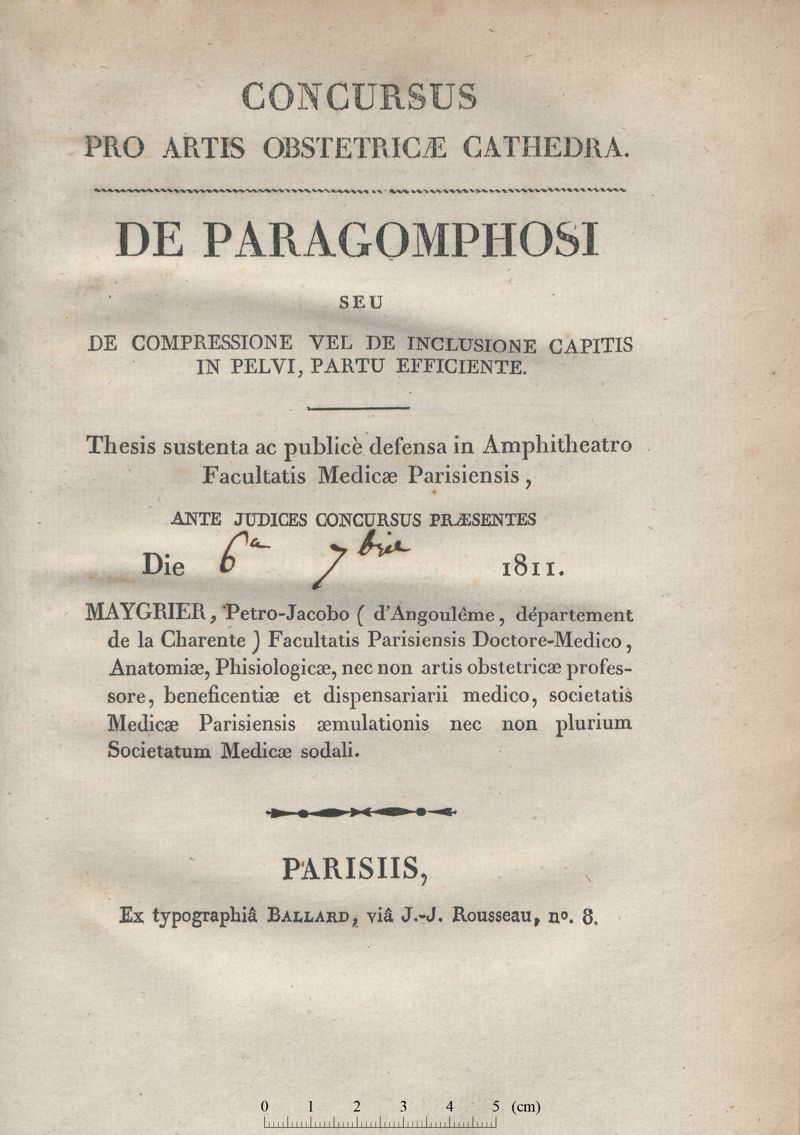 CONCURSUS
PRO ARTIS OBSTETRICÆ CATHEDRA.
DE PARAGOMPHOSI
SEU
DE COMPRESSIONE VEL DE INCLUSIONE CAPITIS
IN PELVI, PARTU EFFICIENTE.
Thesis sustenta ac publicè defensa in Amphitheatro
Facultatis Medicæ Parisiensis,
ANTE JUDICES CONCURSUS PRÆSENTES
Die 6a 7bris 1811.
MAYGRIER, Petro-Jacobo ( d'Angoulême, département
de la Charente ) Facultatis Parisiensis Doctore-Medico,
Anatomiæ, Phisiologicæ, nec non artis obstetricæ profes-
sore, beneficentiæ et dispensariarii medico, societatis
Medicæ Parisiensis æmulationis nec non plurium
Societatum Medicæ sodali.
PARISIIS,
Ex typographiâ BALLARD, viâ J.-J. Rousseau, no. 8.
0 1 2 3 4 5 (cm)